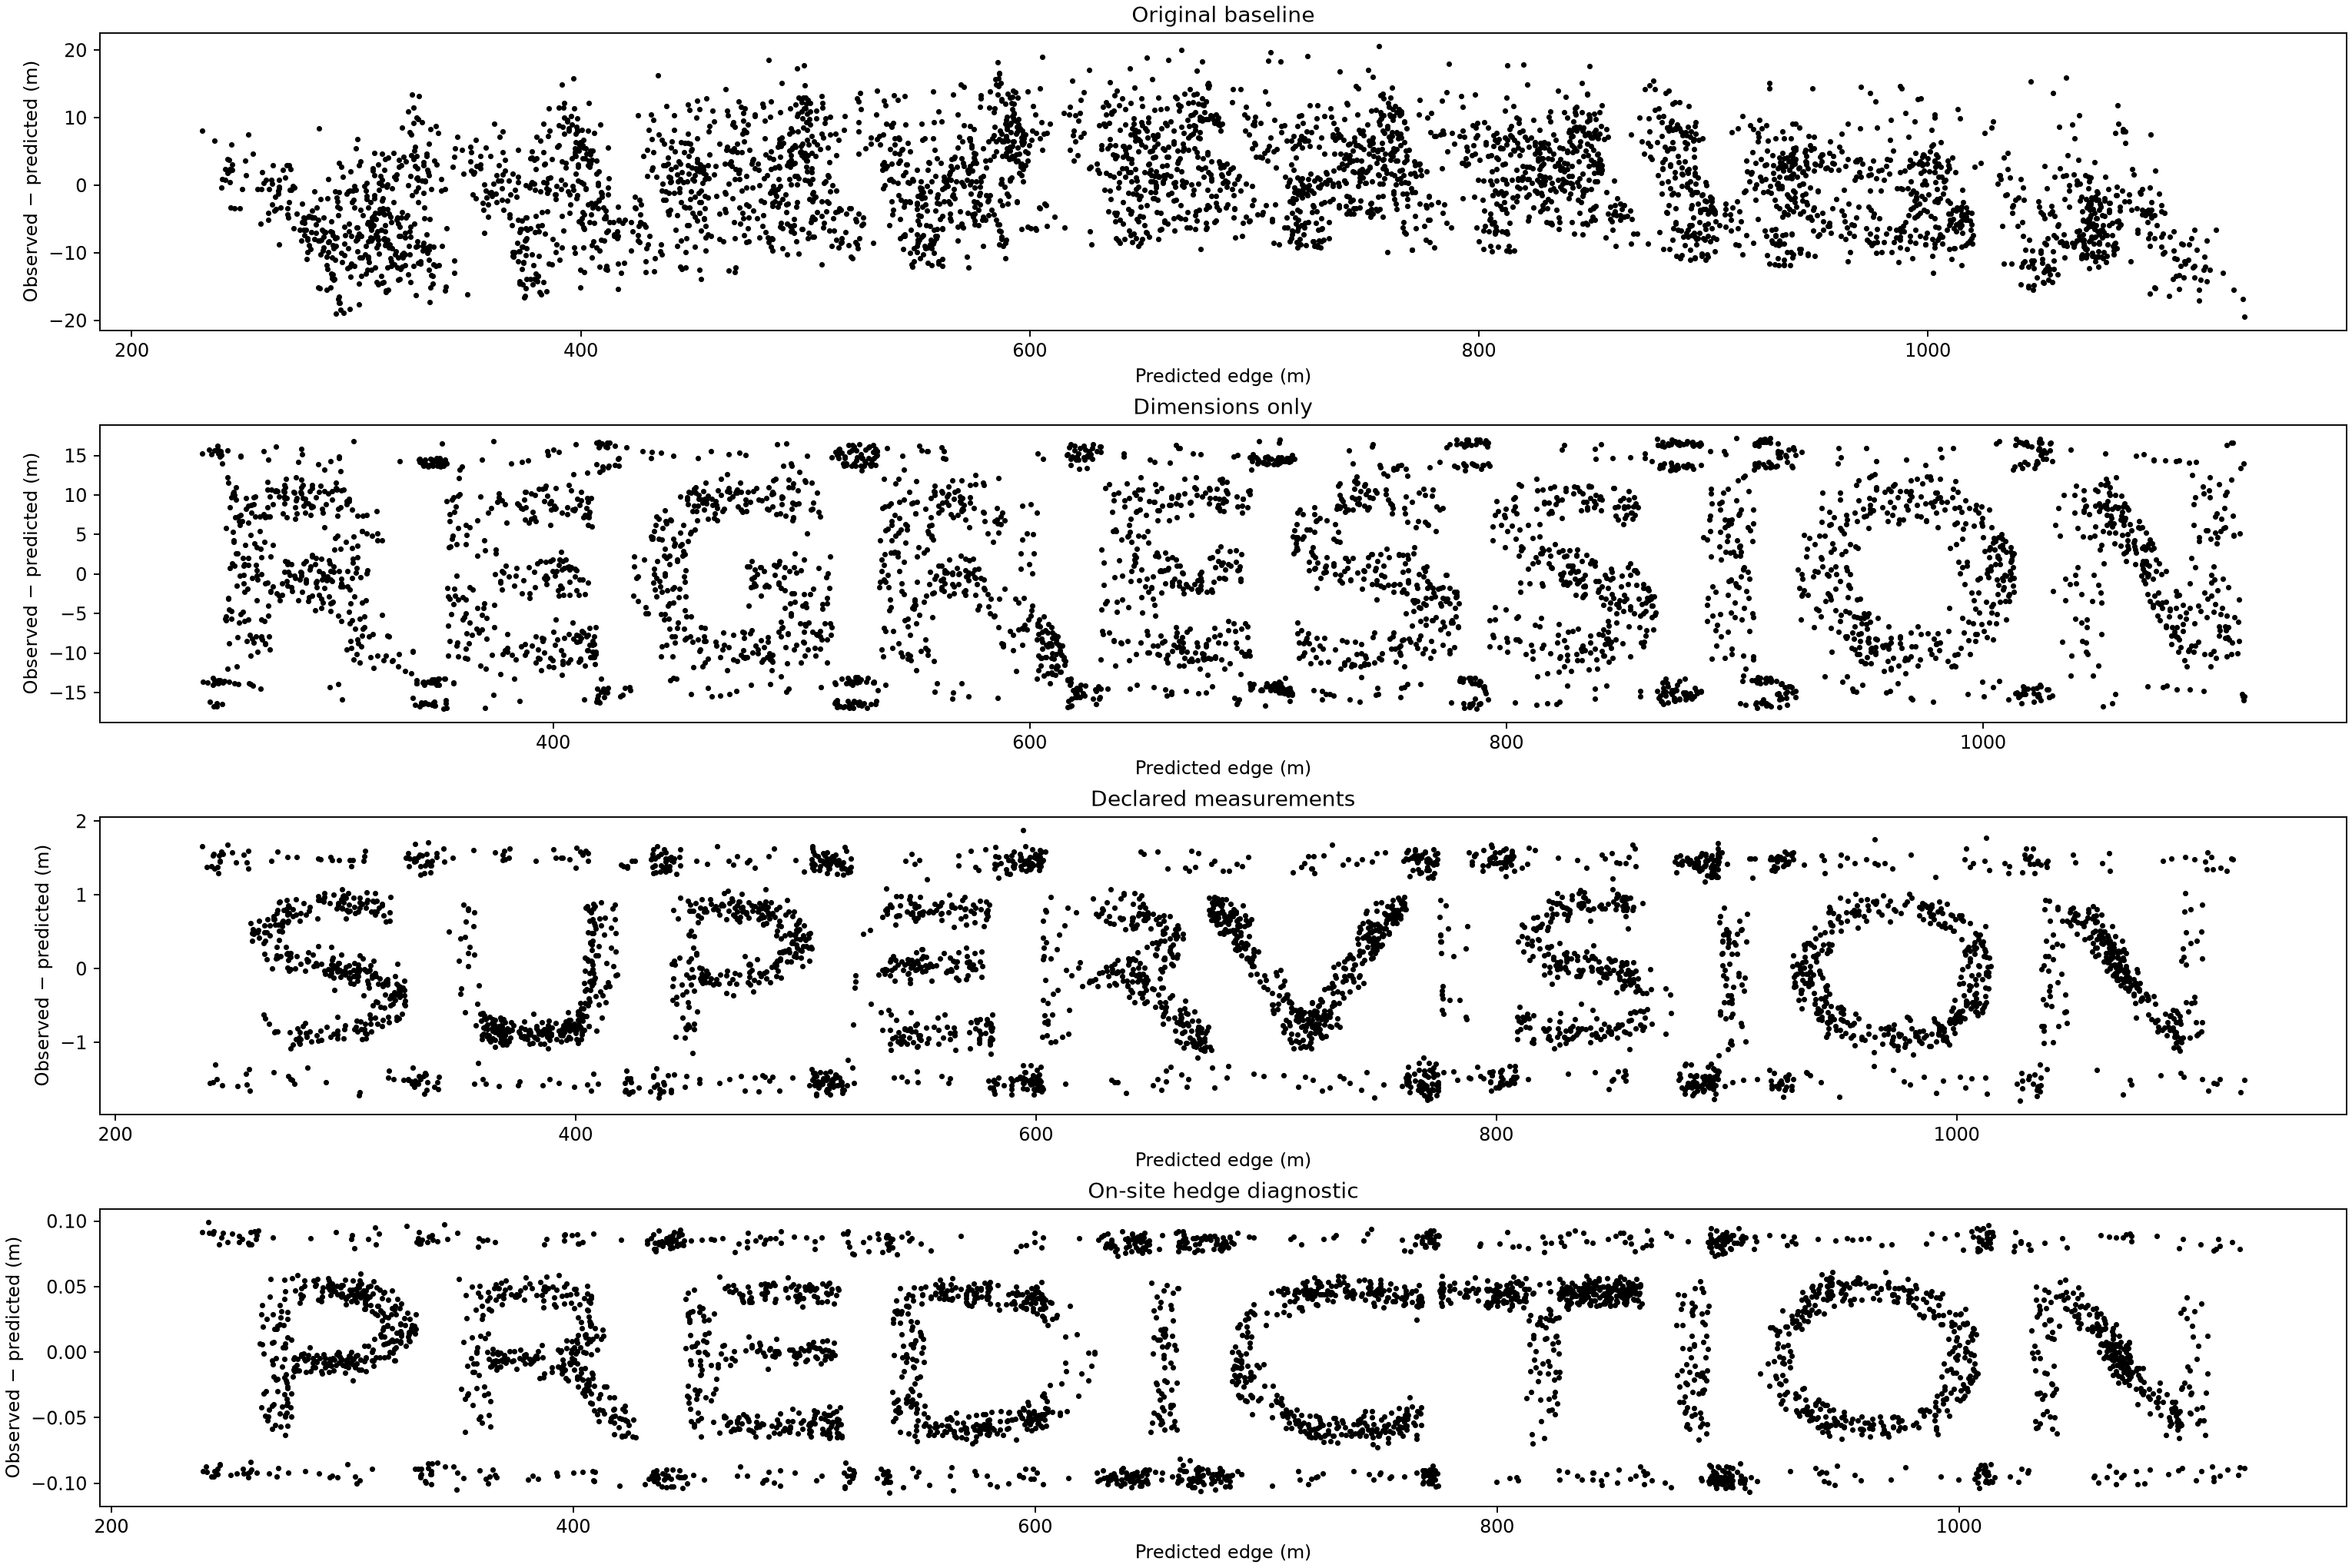 Original baseline
Observed − predicted (m)
20
10
0
−10
−20
200 400 600 800 1000
Predicted edge (m)
Dimensions only
Observed − predicted (m)
15
10
5
0
−5
−10
−15
REGRESSION
400 600 800 1000
Predicted edge (m)
Declared measurements
Observed − predicted (m)
2
1
0
−1
SUPERVISION
200 400 600 800 1000
Predicted edge (m)
On-site hedge diagnostic
Observed − predicted (m)
0.10
0.05
0.00
−0.05
−0.10
PREDICTION
200 400 600 800 1000
Predicted edge (m)